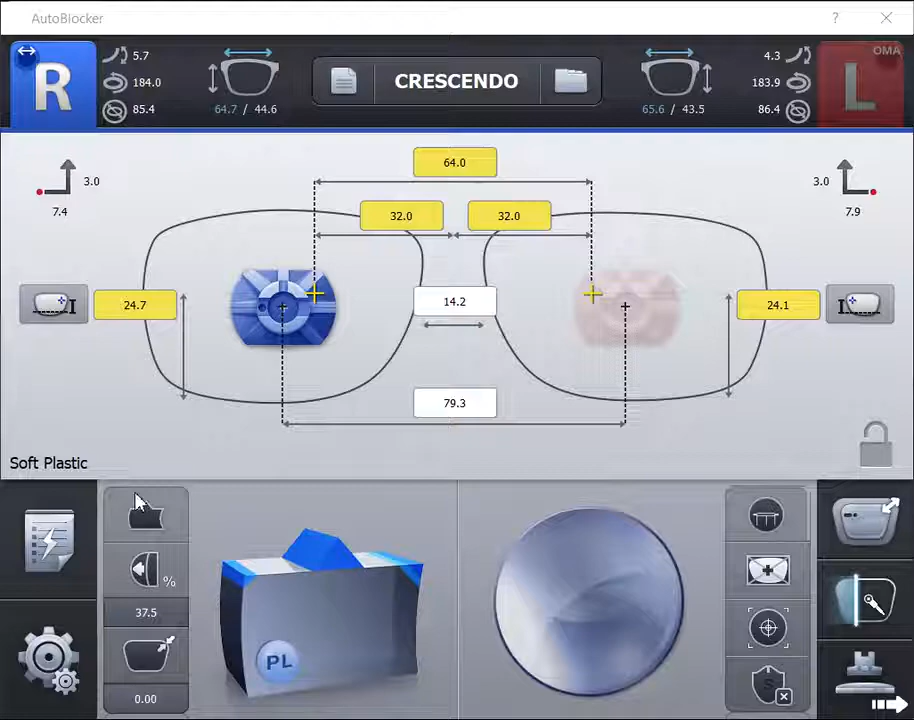 AutoBlocker
?
R
5.7
184.0
85.4
64.7 / 44.6
CRESCENDO
65.6 / 43.5
4.3
183.9
86.4
OMA
L
3.0
7.4
64.0
32.0
32.0
3.0
7.9
24.7
14.2
24.1
79.3
Soft Plastic
%
37.5
0.00
PL
S